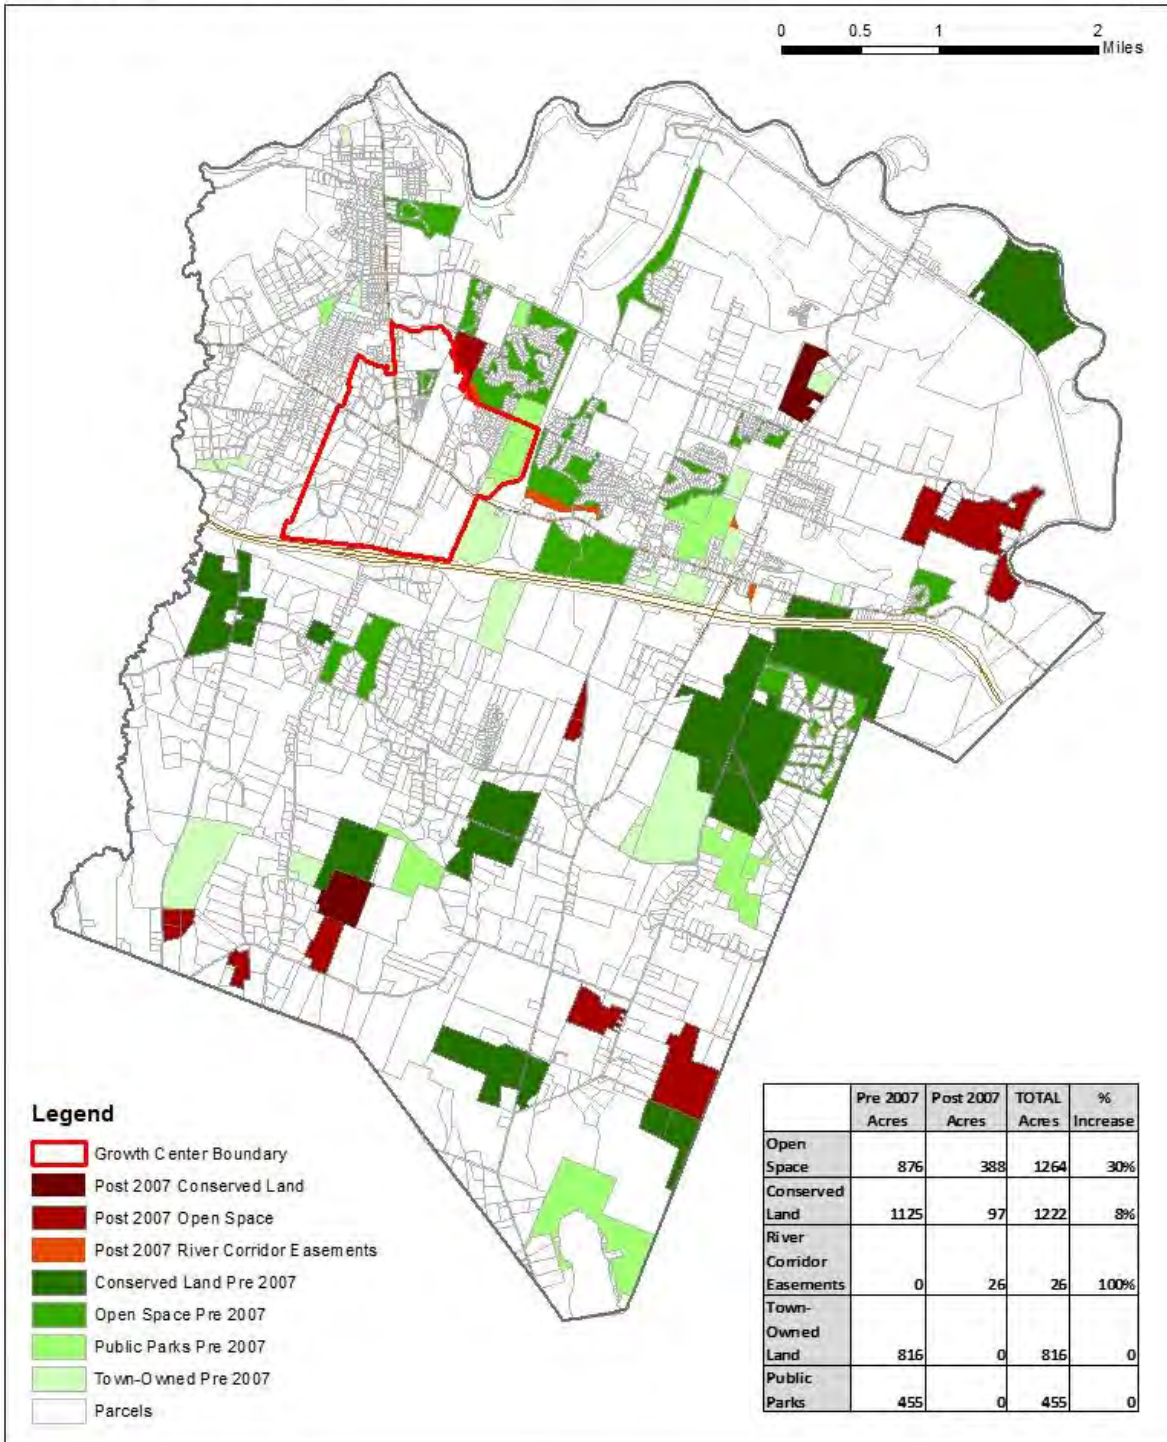 0 0.5 1 2
Miles
Legend
Growth Center Boundary
Post 2007 Conserved Land
Post 2007 Open Space
Post 2007 River Corridor Easements
Conserved Land Pre 2007
Open Space Pre 2007
Public Parks Pre 2007
Town-Owned Pre 2007
Parcels
Pre 2007 Post 2007 TOTAL %
Acres Acres Acres Increase
Open
Space 876 388 1264 30%
Conserved
Land 1125 97 1222 8%
River
Corridor
Easements 0 26 26 100%
Town-
Owned
Land 816 0 816 0
Public
Parks 455 0 455 0